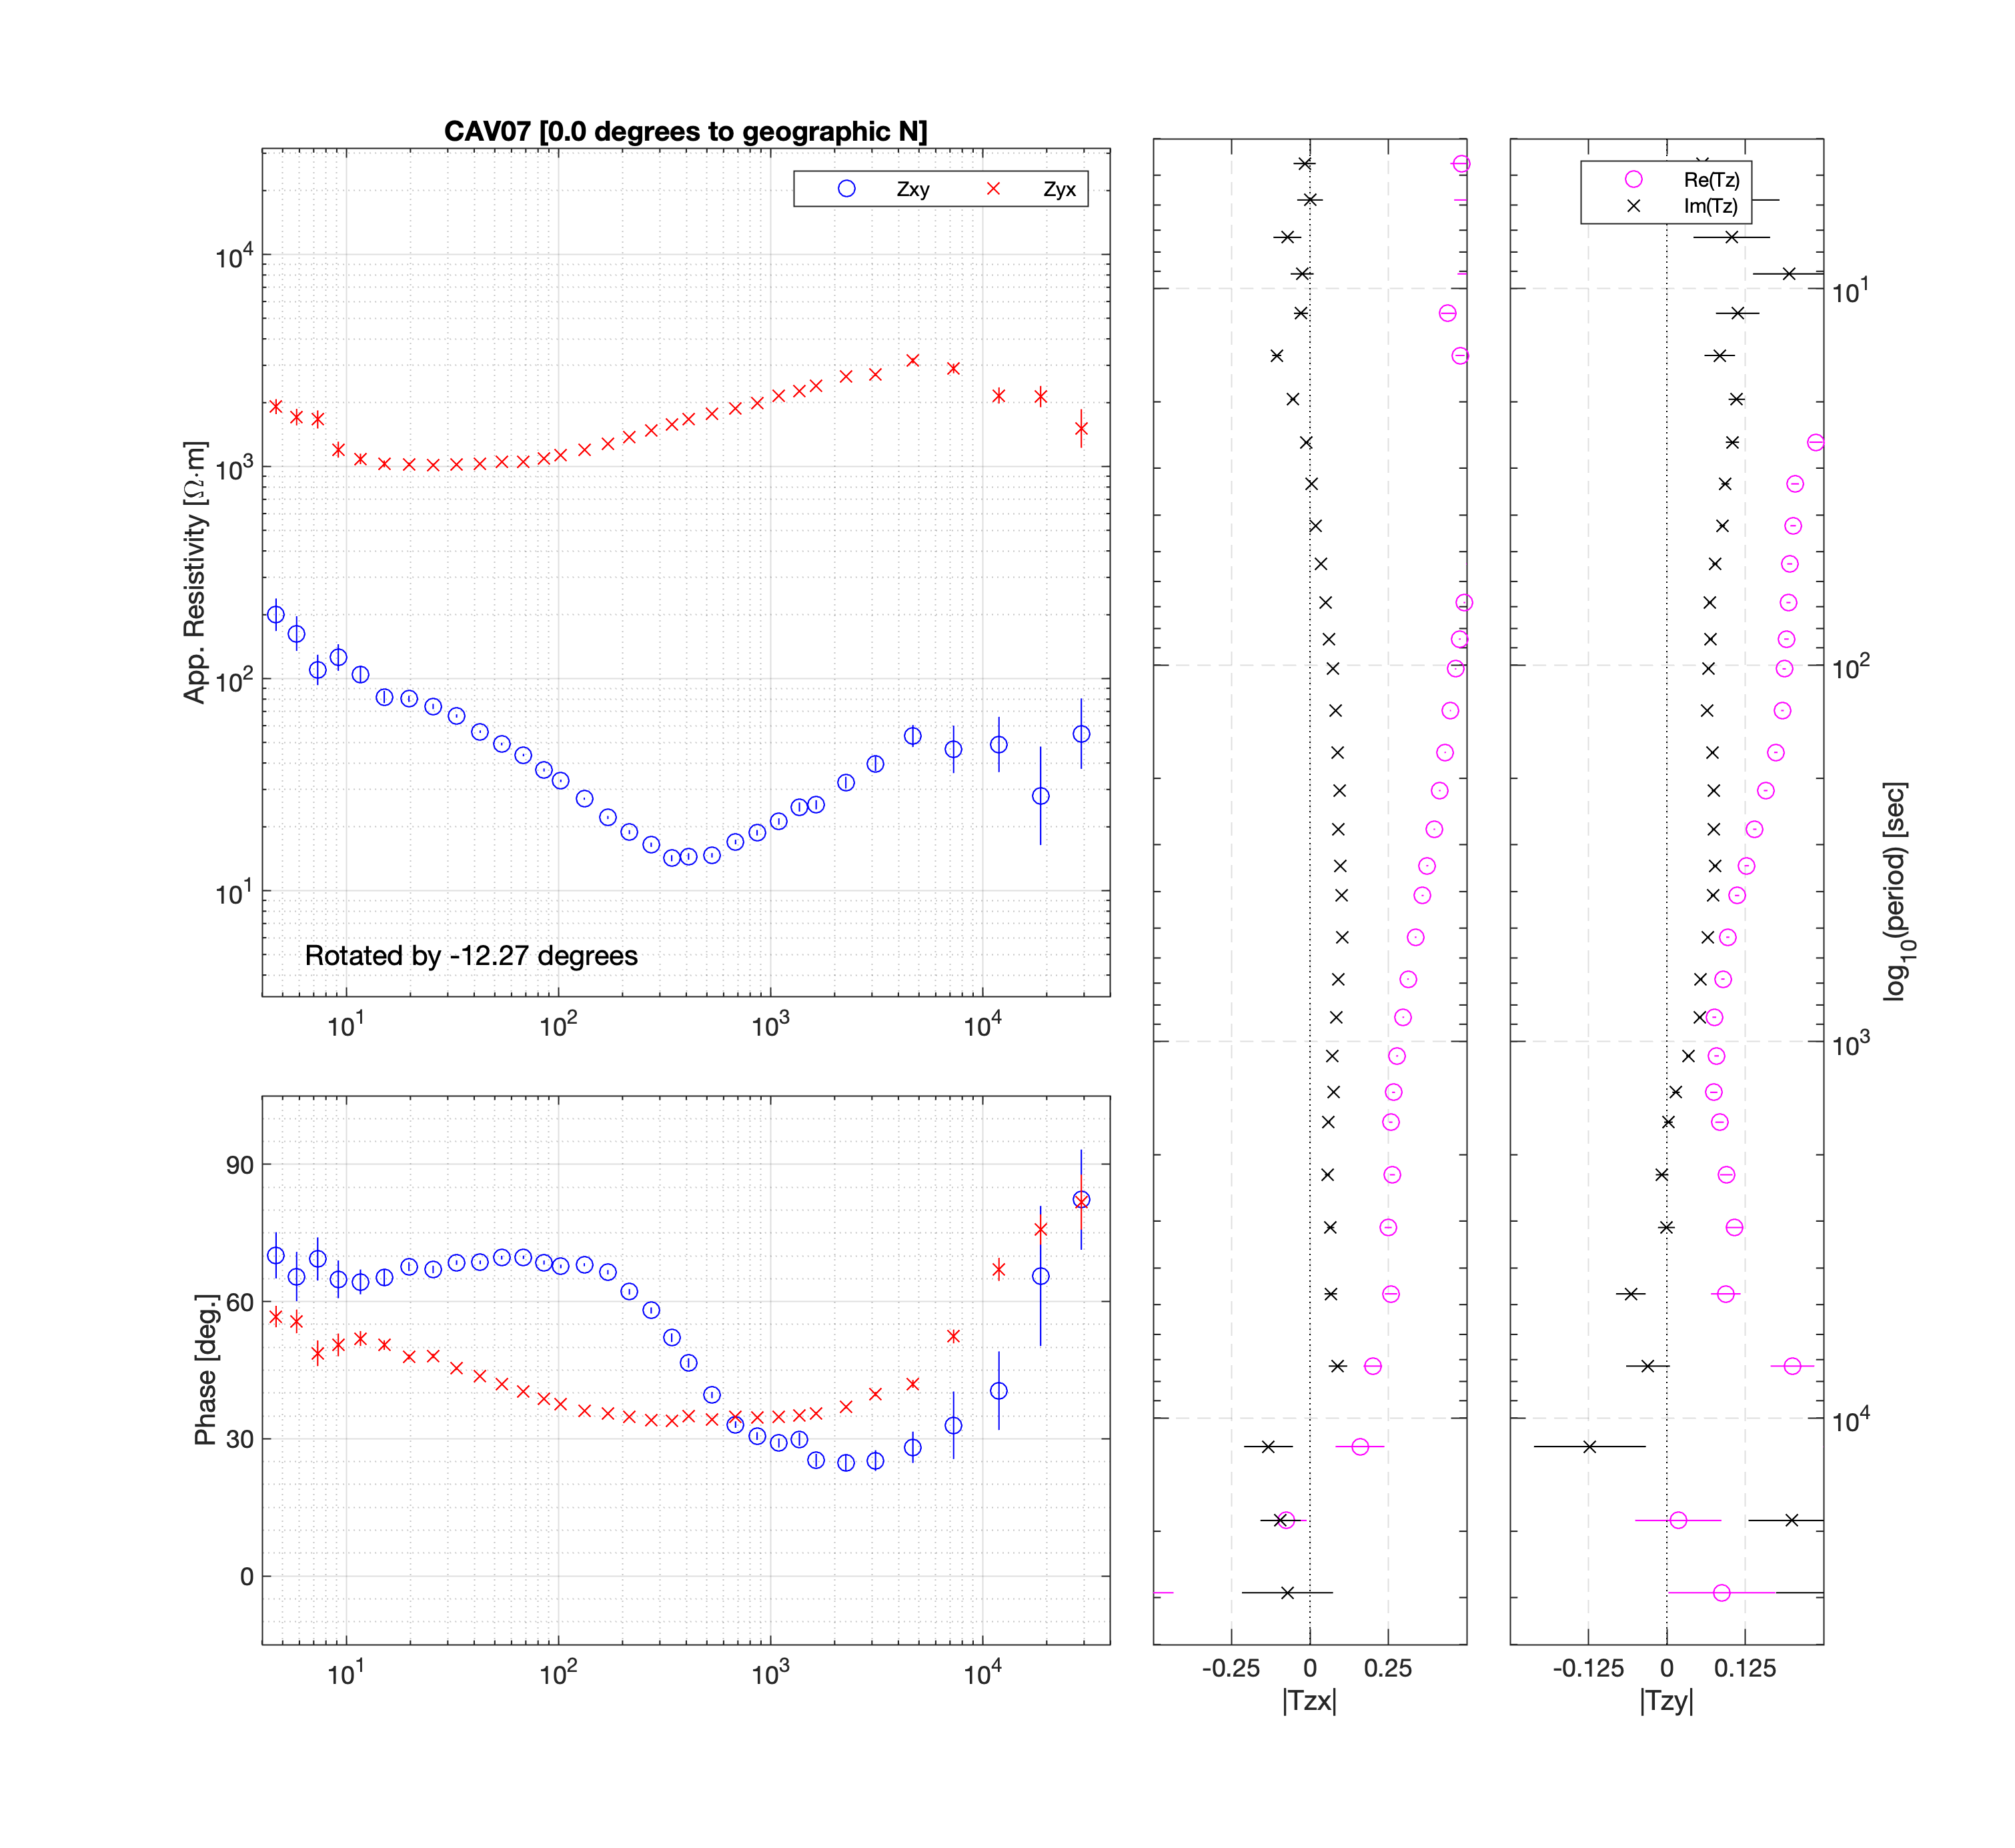 CAV07 [0.0 degrees to geographic N]
Zxy Zyx
App. Resistivity [Ω·m]
10^4
10^3
10^2
10^1
Rotated by -12.27 degrees
10^1 10^2 10^3 10^4
Phase [deg.]
90
60
30
0
10^1 10^2 10^3 10^4
-0.25 0 0.25
|Tzx|
Re(Tz)
Im(Tz)
-0.125 0 0.125
|Tzy|
10^1
10^2
10^3
10^4
log10(period) [sec]